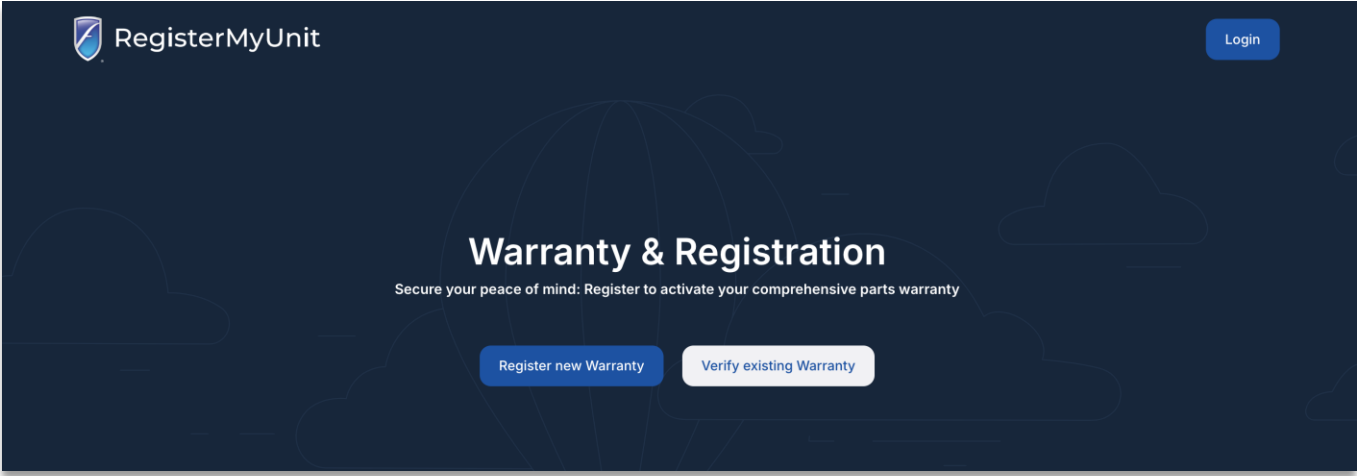 RegisterMyUnit
Login
Warranty & Registration
Secure your peace of mind: Register to activate your comprehensive parts warranty
Register new Warranty
Verify existing Warranty